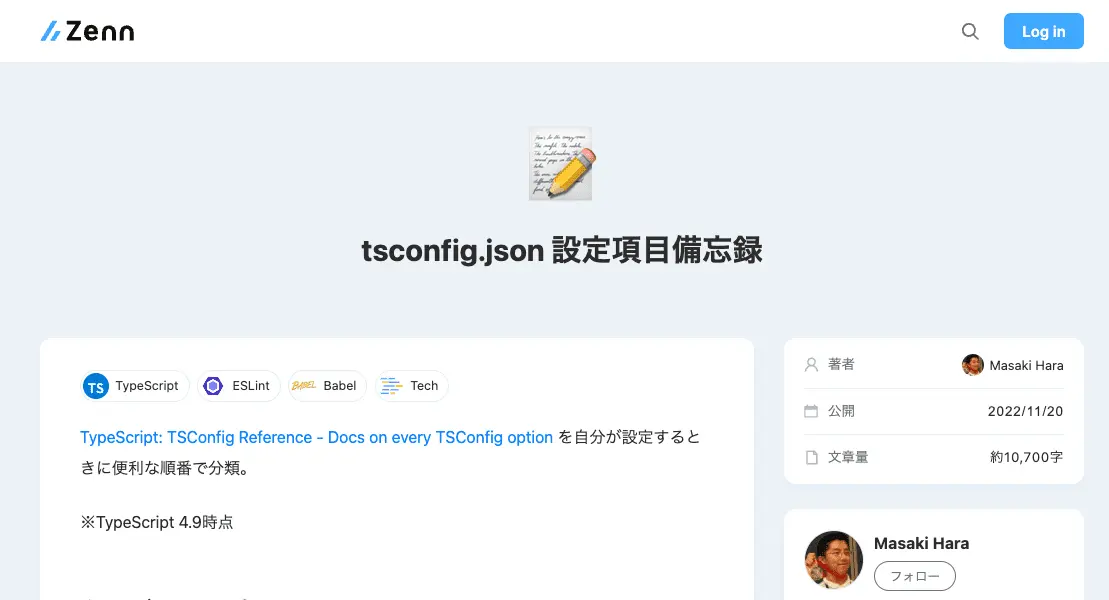 Zenn
Log in
tsconfig.json 設定項目備忘録
TypeScript
ESLint
Babel
Tech
TypeScript: TSConfig Reference - Docs on every TSConfig option を自分が設定すると
きに便利な順番で分類。
※TypeScript 4.9時点
著者
Masaki Hara
公開
2022/11/20
文章量
約10,700字
Masaki Hara
フォロー